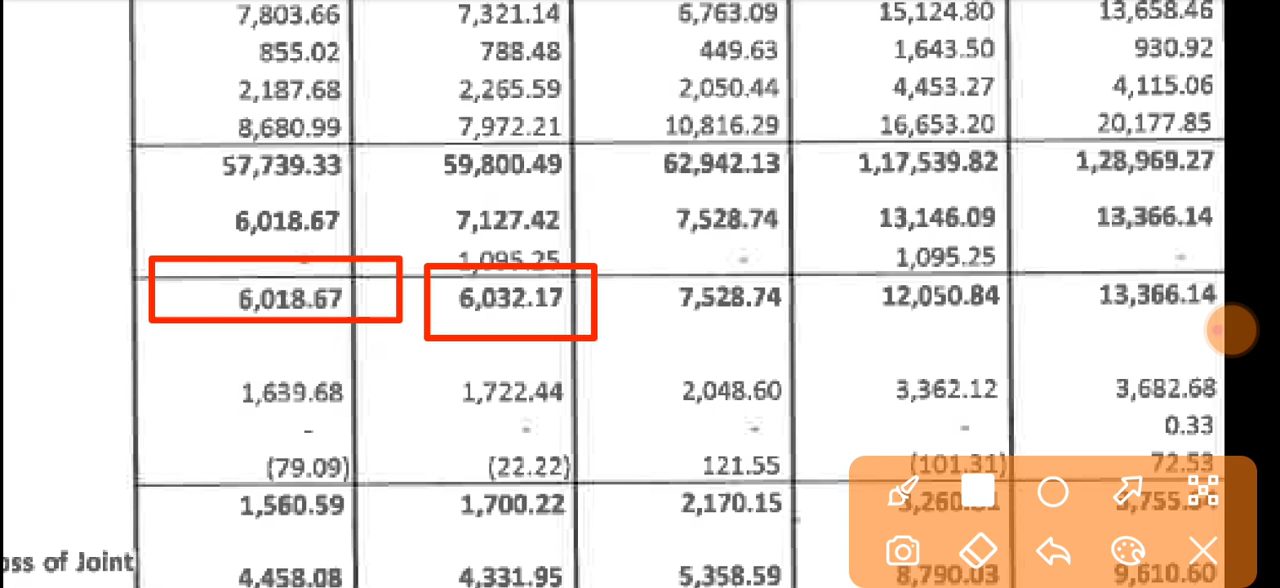 7,803.66 7,321.14 6,763.09 15,124.80 13,658.46
855.02 788.48 449.63 1,643.50 930.92
2,187.68 2,265.59 2,050.44 4,453.27 4,115.06
8,680.99 7,972.21 10,816.29 16,653.20 20,177.85
57,739.33 59,800.49 62,942.13 1,17,539.82 1,28,969.27
6,018.67 7,127.42 7,528.74 13,146.09 13,366.14
- 1,095.25 - 1,095.25 -
6,018.67 6,032.17 7,528.74 12,050.84 13,366.14
1,639.68 1,722.44 2,048.60 3,362.12 3,682.68
- - - - 0.33
(79.09) (22.22) 121.55 (101.31) 72.53
1,560.59 1,700.22 2,170.15
oss of Joint
4,458.08 4,331.95 5,358.59 8,790.03 9,610.60